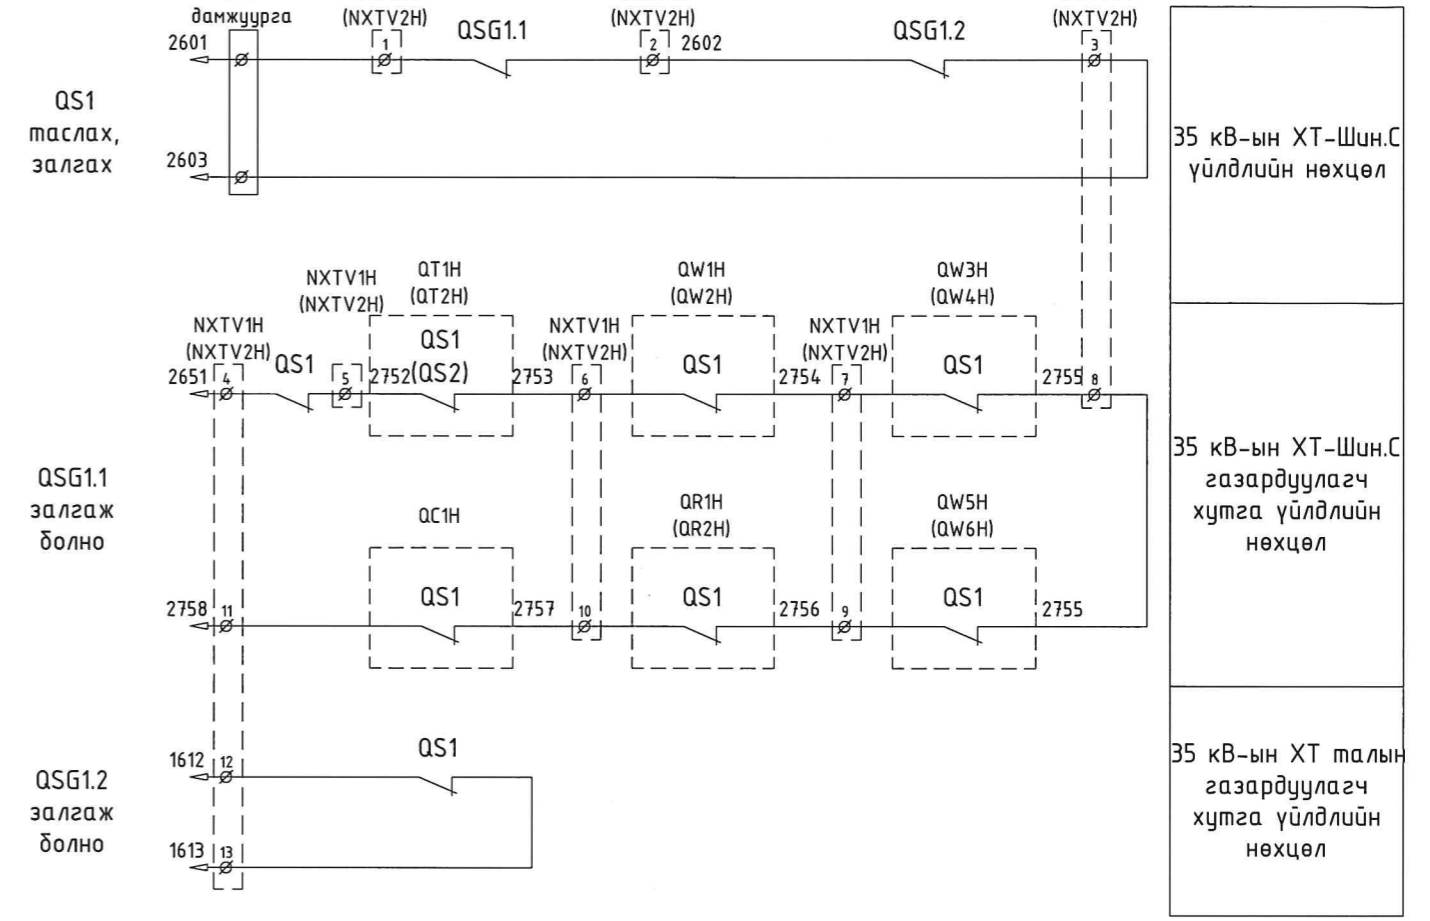 дамжуурга
(NXTV2H)
(NXTV2H)
(NXTV2H)
2601
1
QSG1.1
2
2602
QSG1.2
3
QS1
таслах,
залгах
2603
35 кВ-ын ХТ-Шин.С
үйлдлийн нөхцөл
NXTV1H
(NXTV2H)
QT1H
(QT2H)
QW1H
(QW2H)
QW3H
(QW4H)
NXTV1H
(NXTV2H)
QS1
QS1
(QS2)
NXTV1H
(NXTV2H)
QS1
NXTV1H
(NXTV2H)
QS1
2651
4
5
2752
2753
6
2754
7
2755
8
QSG1.1
залгаж
болно
35 кВ-ын ХТ-Шин.С
газардуулагч
хутга үйлдлийн
нөхцөл
QC1H
QR1H
(QR2H)
QW5H
(QW6H)
QS1
QS1
QS1
2758
11
2757
10
2756
9
2755
QSG1.2
залгаж
болно
1612
12
QS1
1613
13
35 кВ-ын ХТ талын
газардуулагч
хутга үйлдлийн
нөхцөл